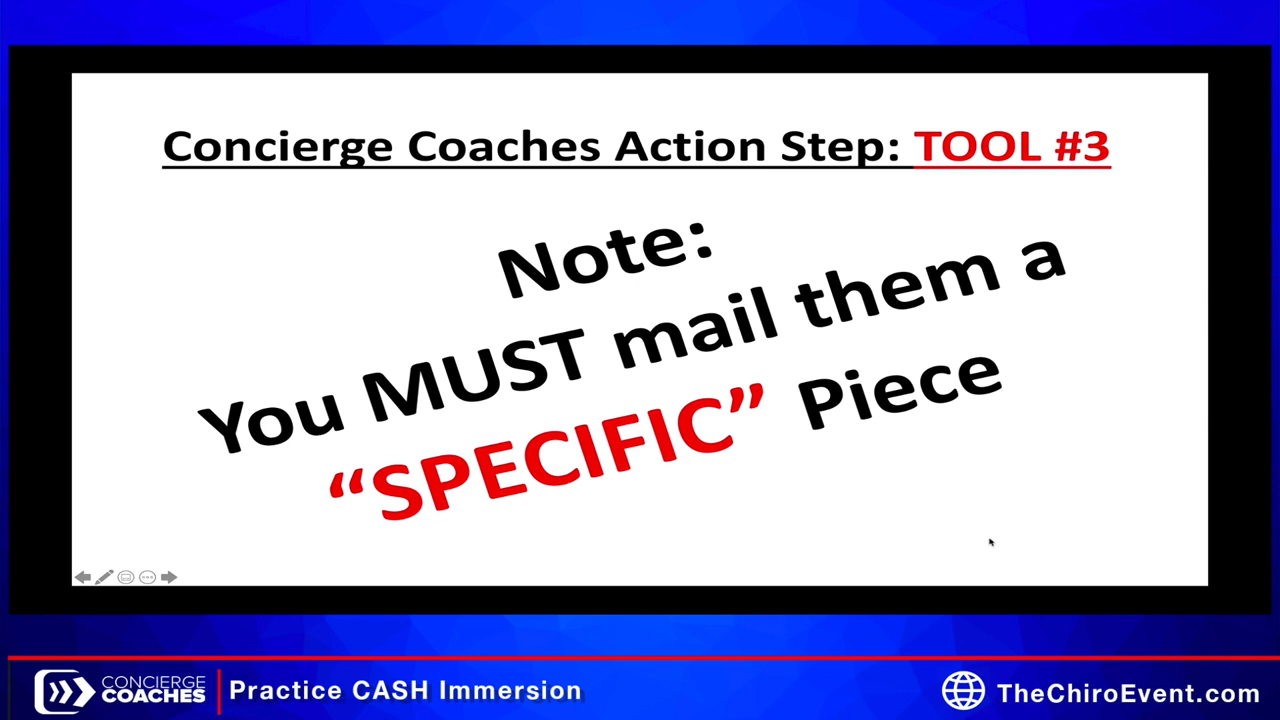 Concierge Coaches Action Step: TOOL #3
Note:
You MUST mail them a
“SPECIFIC” Piece
CONCIERGE
COACHES
Practice CASH Immersion
TheChiroEvent.com